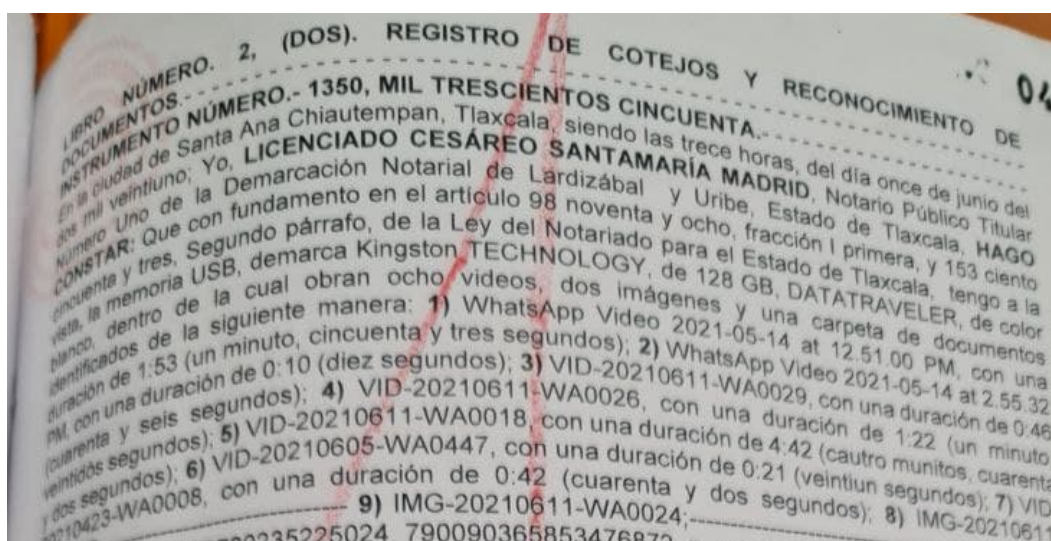 LIBRO NÚMERO. 2, (DOS). REGISTRO DE COTEJOS Y RECONOCIMIENTO DE
DOCUMENTOS.- - - - - - - - - - - - - - - - - - - -
INSTRUMENTO NÚMERO.- 1350, MIL TRESCIENTOS CINCUENTA.- - - - - - - - - -
En la ciudad de Santa Ana Chiautempan, Tlaxcala, siendo las trece horas, del día once de junio del
dos mil veintiuno; Yo, LICENCIADO CESÁREO SANTAMARÍA MADRID, Notario Público Titular
Número Uno de la Demarcación Notarial de Lardizábal y Uribe, Estado de Tlaxcala, HAGO
CONSTAR: Que con fundamento en el artículo 98 noventa y ocho, fracción I primera, y 153 ciento
cincuenta y tres, Segundo párrafo, de la Ley del Notariado para el Estado de Tlaxcala, tengo a la
vista, la memoria USB, demarca Kingston TECHNOLOGY, de 128 GB, DATATRAVELER, de color
blanco, dentro de la cual obran ocho videos, dos imágenes y una carpeta de documentos
identificados de la siguiente manera: 1) WhatsApp Video 2021-05-14 at 12.51.00 PM, con una
duración de 1:53 (un minuto, cincuenta y tres segundos); 2) WhatsApp Video 2021-05-14 at 2.55.32
PM, con una duración de 0:10 (diez segundos); 3) VID-20210611-WA0029, con una duración de 0:46
(cuarenta y seis segundos); 4) VID-20210611-WA0026, con una duración de 1:22 (un minuto
veintidós segundos); 5) VID-20210611-WA0018, con una duración de 4:42 (cautro munitos, cuarenta
y dos segundos); 6) VID-20210605-WA0447, con una duración de 0:21 (veintiun segundos); 7) VID
20210423-WA0008, con una duración de 0:42 (cuarenta y dos segundos); 8) IMG-20210611
---------------------- 9) IMG-20210611-WA0024;----------------------